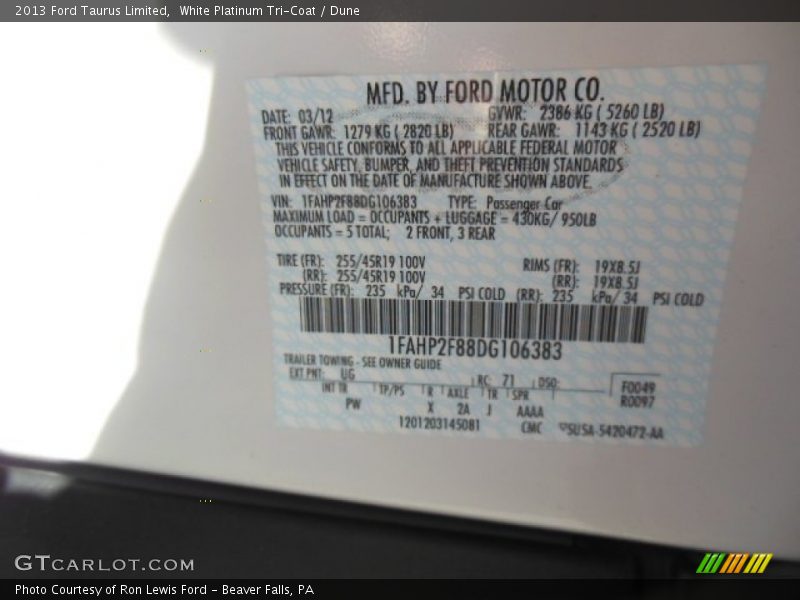 2013 Ford Taurus Limited, White Platinum Tri-Coat / Dune
MFD. BY FORD MOTOR CO.
DATE: 03/12 GVWR: 2386 KG ( 5260 LB)
FRONT GAWR: 1279 KG ( 2820 LB) REAR GAWR: 1143 KG ( 2520 LB)
THIS VEHICLE CONFORMS TO ALL APPLICABLE FEDERAL MOTOR
VEHICLE SAFETY, BUMPER, AND THEFT PREVENTION STANDARDS
IN EFFECT ON THE DATE OF MANUFACTURE SHOWN ABOVE.
VIN: 1FAHP2F88DG106383 TYPE: Passenger Car
MAXIMUM LOAD = OCCUPANTS + LUGGAGE = 430KG/ 950LB
OCCUPANTS = 5 TOTAL; 2 FRONT, 3 REAR
TIRE (FR): 255/45R19 100V RIMS (FR): 19X8.5J
(RR): 255/45R19 100V (RR): 19X8.5J
PRESSURE (FR): 235 kPa/ 34 PSI COLD (RR): 235 kPa/ 34 PSI COLD
1FAHP2F88DG106383
TRAILER TOWING - SEE OWNER GUIDE
EXT PNT: UG RC: 71 DSO: F0049
INT TR TP/PS R AXLE TR SPR R0097
PW X 2A J AAAA
1201203145081 CMC 5U5A-5420472-AA
GTCARLOT.COM
Photo Courtesy of Ron Lewis Ford - Beaver Falls, PA